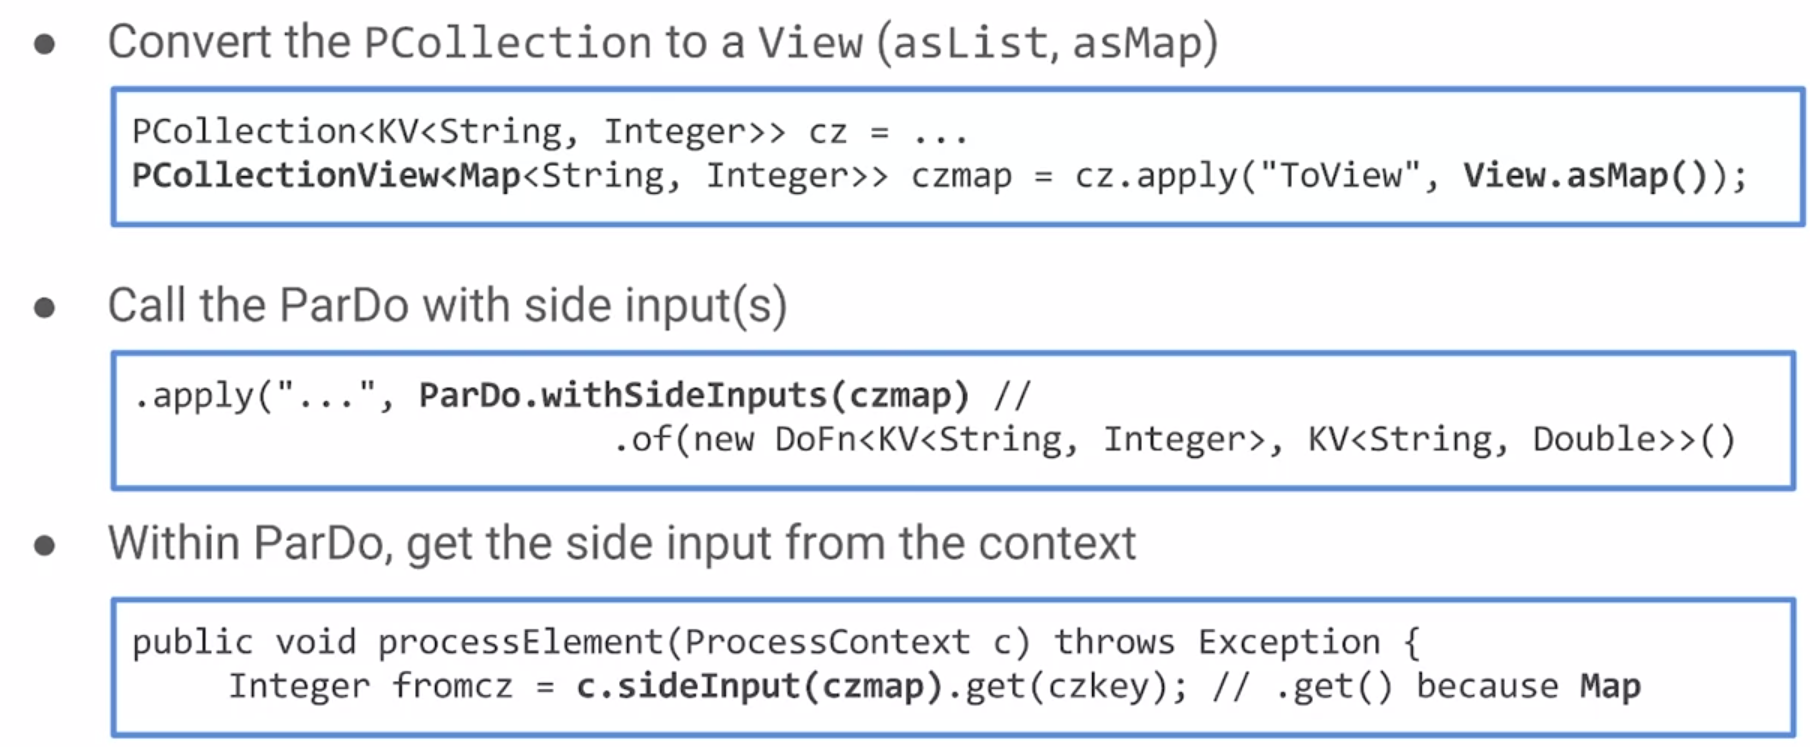 ● Convert the PCollection to a View (asList, asMap)
PCollection<KV<String, Integer>> cz = ...
PCollectionView<Map<String, Integer>> czmap = cz.apply("ToView", View.asMap());
● Call the ParDo with side input(s)
.apply("...", ParDo.withSideInputs(czmap) //
.of(new DoFn<KV<String, Integer>, KV<String, Double>>()
● Within ParDo, get the side input from the context
public void processElement(ProcessContext c) throws Exception {
Integer fromcz = c.sideInput(czmap).get(czkey); // .get() because Map